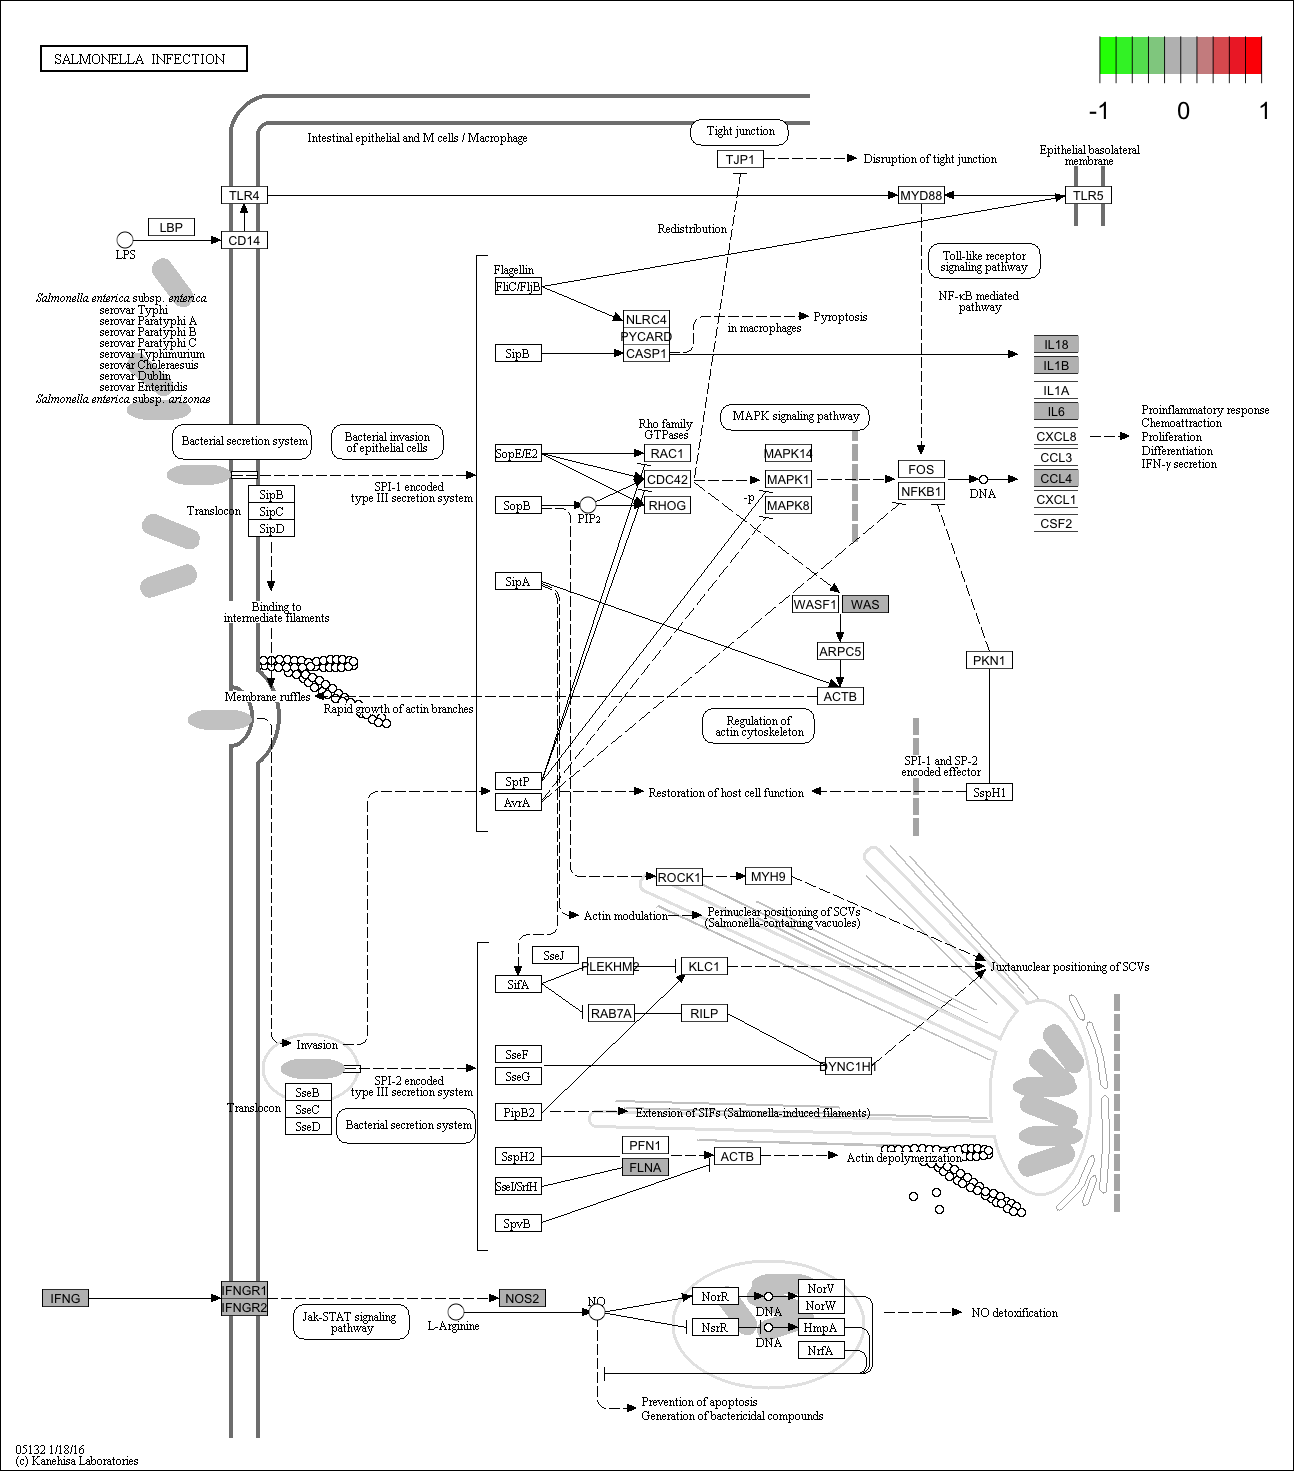 SALMONELLA INFECTION
-1 0 1
Intestinal epithelial and M cells / Macrophage
Tight junction
TJP1
Disruption of tight junction
Epithelial basolateral
membrane
TLR4
MYD88
TLR5
LBP
LPS
CD14
Redistribution
Toll-like receptor
signaling pathway
NF-κB mediated
pathway
Flagellin
FliC/FljB
Salmonella enterica subsp. enterica
serovar Typhi
serovar Paratyphi A
serovar Paratyphi B
serovar Paratyphi C
serovar Typhimurium
serovar Choleraesuis
serovar Dublin
serovar Enteritidis
Salmonella enterica subsp. arizonae
NLRC4
PYCARD
CASP1
SipB
in macrophages
Pyroptosis
IL18
IL1B
IL1A
IL6
CXCL8
CCL3
CCL4
CXCL1
CSF2
Proinflammatory response
Chemoattraction
Proliferation
Differentiation
IFN-γ secretion
Bacterial secretion system
Bacterial invasion
of epithelial cells
SPI-1 encoded
type III secretion system
Rho family
GTPases
MAPK signaling pathway
SopE/E2
RAC1
CDC42
RHOG
MAPK14
MAPK1
MAPK8
-p
FOS
NFKB1
DNA
SopB
PIP2
Translocon
SipB
SipC
SipD
SipA
Binding to
intermediate filaments
WASF1
WAS
ARPC5
ACTB
PKN1
Membrane ruffles
Rapid growth of actin branches
Regulation of
actin cytoskeleton
SPI-1 and SP-2
encoded effector
SptP
AvrA
Restoration of host cell function
SspH1
ROCK1
MYH9
Actin modulation
Perinuclear positioning of SCVs
(Salmonella-containing vacuoles)
SseJ
SifA
PLEKHM2
KLC1
Juxtanuclear positioning of SCVs
RAB7A
RILP
Invasion
SseF
SseG
DYNC1H1
SPI-2 encoded
type III secretion system
Translocon
SseB
SseC
SseD
Bacterial secretion system
PipB2
Extension of SIFs (Salmonella-induced filaments)
SspH2
PFN1
FLNA
ACTB
Actin depolymerization
SseI/SrfH
SpvB
IFNG
IFNGR1
IFNGR2
Jak-STAT signaling
pathway
NOS2
L-Arginine
NO
NorR
DNA
NorV
NorW
NsrR
DNA
HmpA
NrfA
NO detoxification
Prevention of apoptosis
Generation of bactericidal compounds
05132 1/18/16
(c) Kanehisa Laboratories